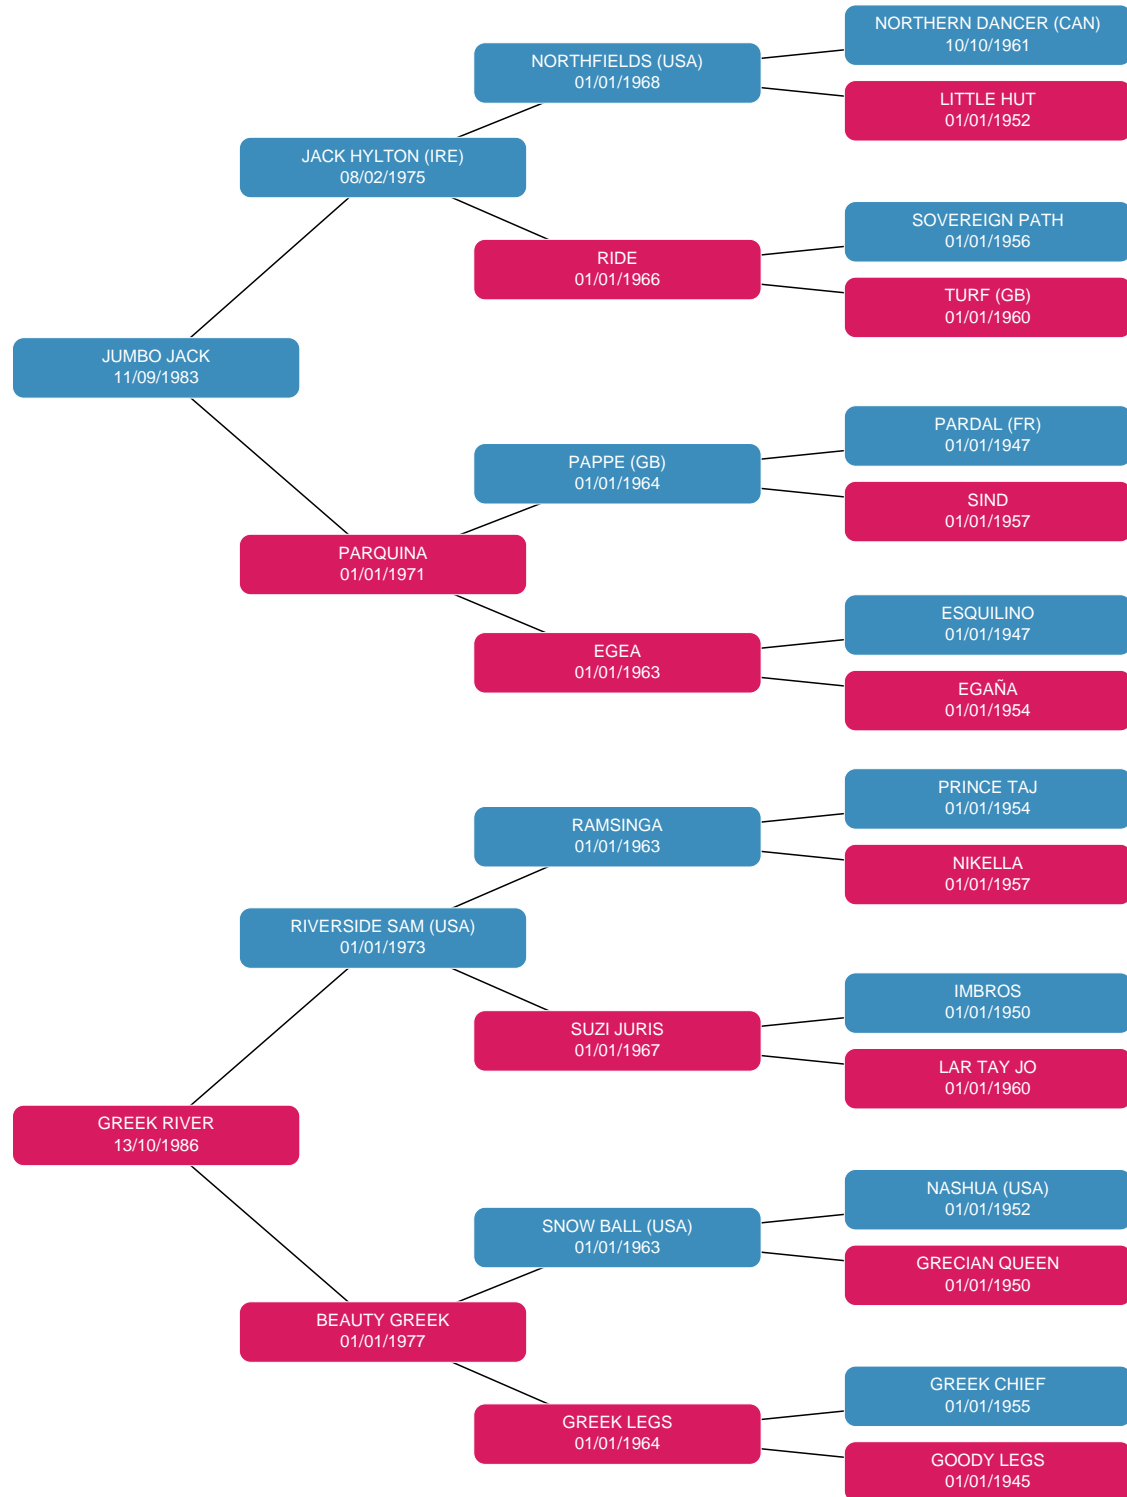 NORTHERN DANCER (CAN)
10/10/1961
NORTHFIELDS (USA)
01/01/1968
LITTLE HUT
01/01/1952
JACK HYLTON (IRE)
08/02/1975
SOVEREIGN PATH
01/01/1956
RIDE
01/01/1966
TURF (GB)
01/01/1960
JUMBO JACK
11/09/1983
PARDAL (FR)
01/01/1947
PAPPE (GB)
01/01/1964
SIND
01/01/1957
PARQUINA
01/01/1971
ESQUILINO
01/01/1947
EGEA
01/01/1963
EGAÑA
01/01/1954
PRINCE TAJ
01/01/1954
RAMSINGA
01/01/1963
NIKELLA
01/01/1957
RIVERSIDE SAM (USA)
01/01/1973
IMBROS
01/01/1950
SUZI JURIS
01/01/1967
LAR TAY JO
01/01/1960
GREEK RIVER
13/10/1986
NASHUA (USA)
01/01/1952
SNOW BALL (USA)
01/01/1963
GRECIAN QUEEN
01/01/1950
BEAUTY GREEK
01/01/1977
GREEK CHIEF
01/01/1955
GREEK LEGS
01/01/1964
GOODY LEGS
01/01/1945